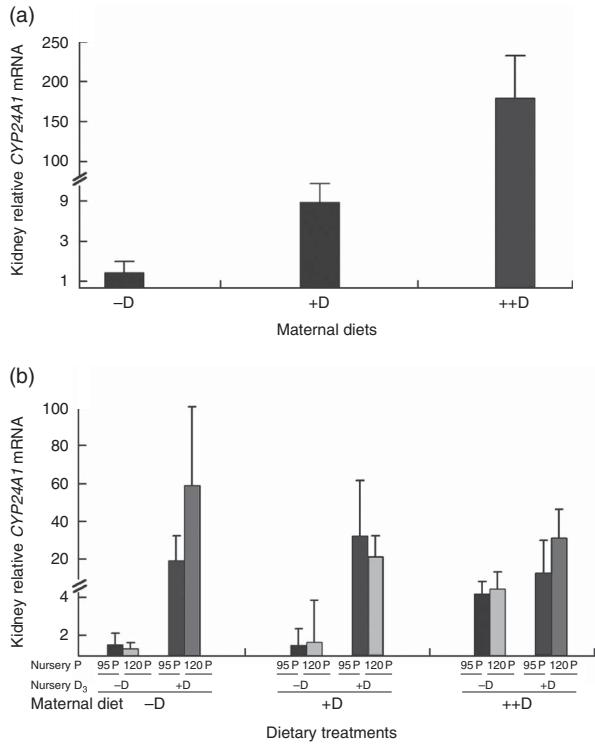 (a)
Kidney relative CYP24A1 mRNA
250
200
150
100
9
3
1
–D
+D
++D
Maternal diets
(b)
Kidney relative CYP24A1 mRNA
100
80
60
40
20
4
2
Nursery P
95 P 120 P 95 P 120 P 95 P 120 P 95 P 120 P 95 P 120 P 95 P 120 P
Nursery D3
–D +D –D +D –D +D
Maternal diet –D +D ++D
Dietary treatments